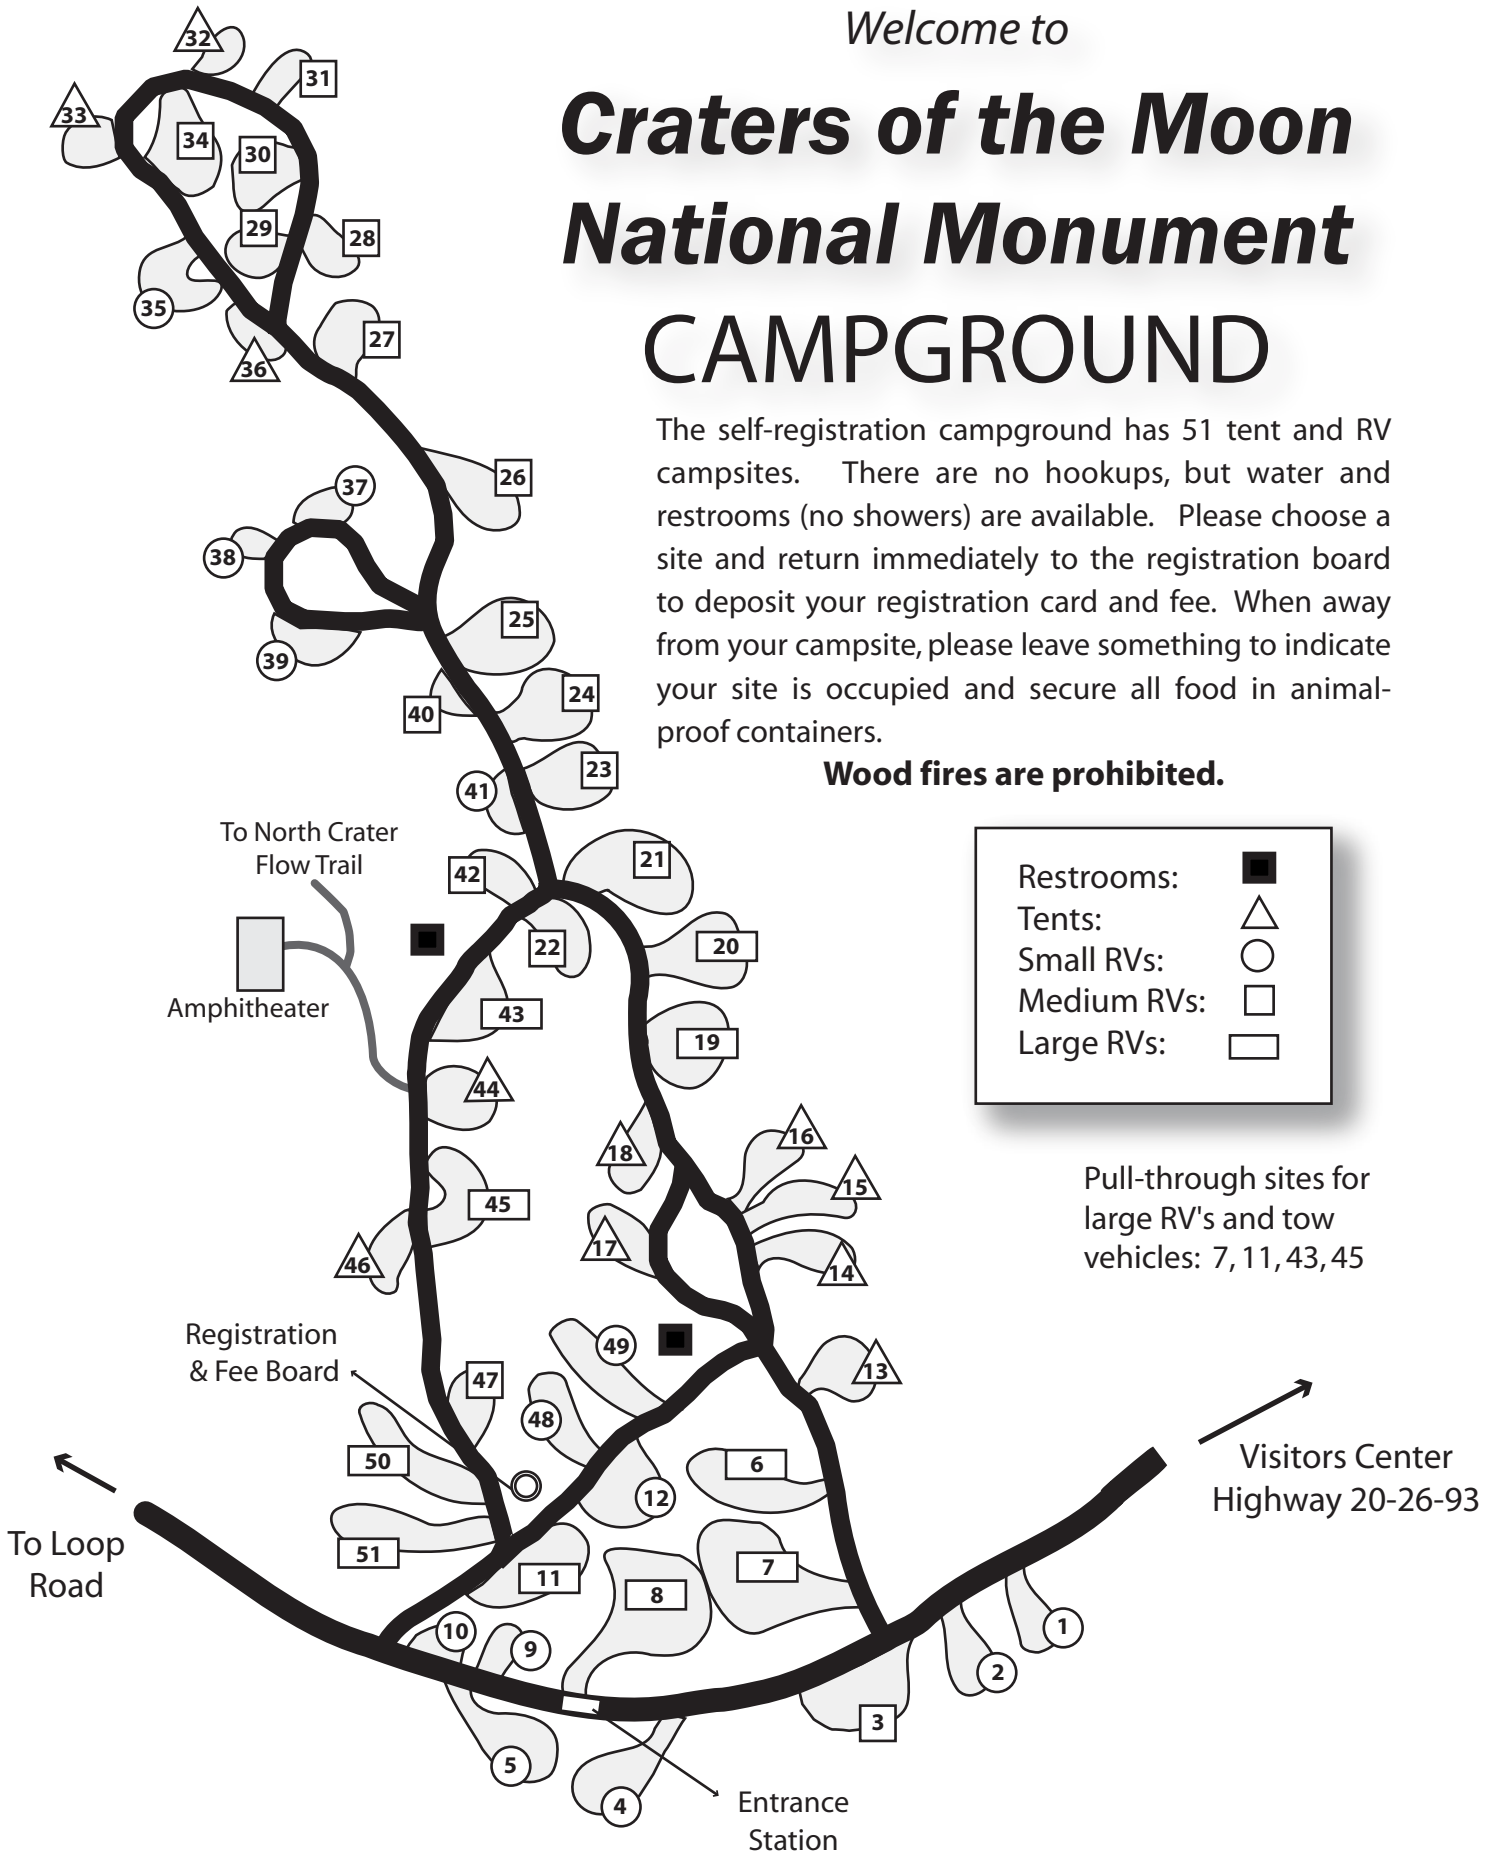 Welcome to
Craters of the Moon
National Monument
CAMPGROUND
The self-registration campground has 51 tent and RV
campsites. There are no hookups, but water and
restrooms (no showers) are available. Please choose a
site and return immediately to the registration board
to deposit your registration card and fee. When away
from your campsite, please leave something to indicate
your site is occupied and secure all food in animal-
proof containers.
Wood fires are prohibited.
Restrooms:
Tents:
Small RVs:
Medium RVs:
Large RVs:
Pull-through sites for
large RV's and tow
vehicles: 7, 11, 43, 45
32
31
33
34
30
29
28
35
27
36
26
37
38
25
39
24
40
23
41
To North Crater
Flow Trail
21
42
22
20
Amphitheater
43
19
44
16
18
15
45
17
46
14
Registration
& Fee Board
49
13
47
48
50
6
12
Visitors Center
Highway 20-26-93
To Loop
Road
51
11
7
8
10
9
1
2
3
5
4
Entrance
Station